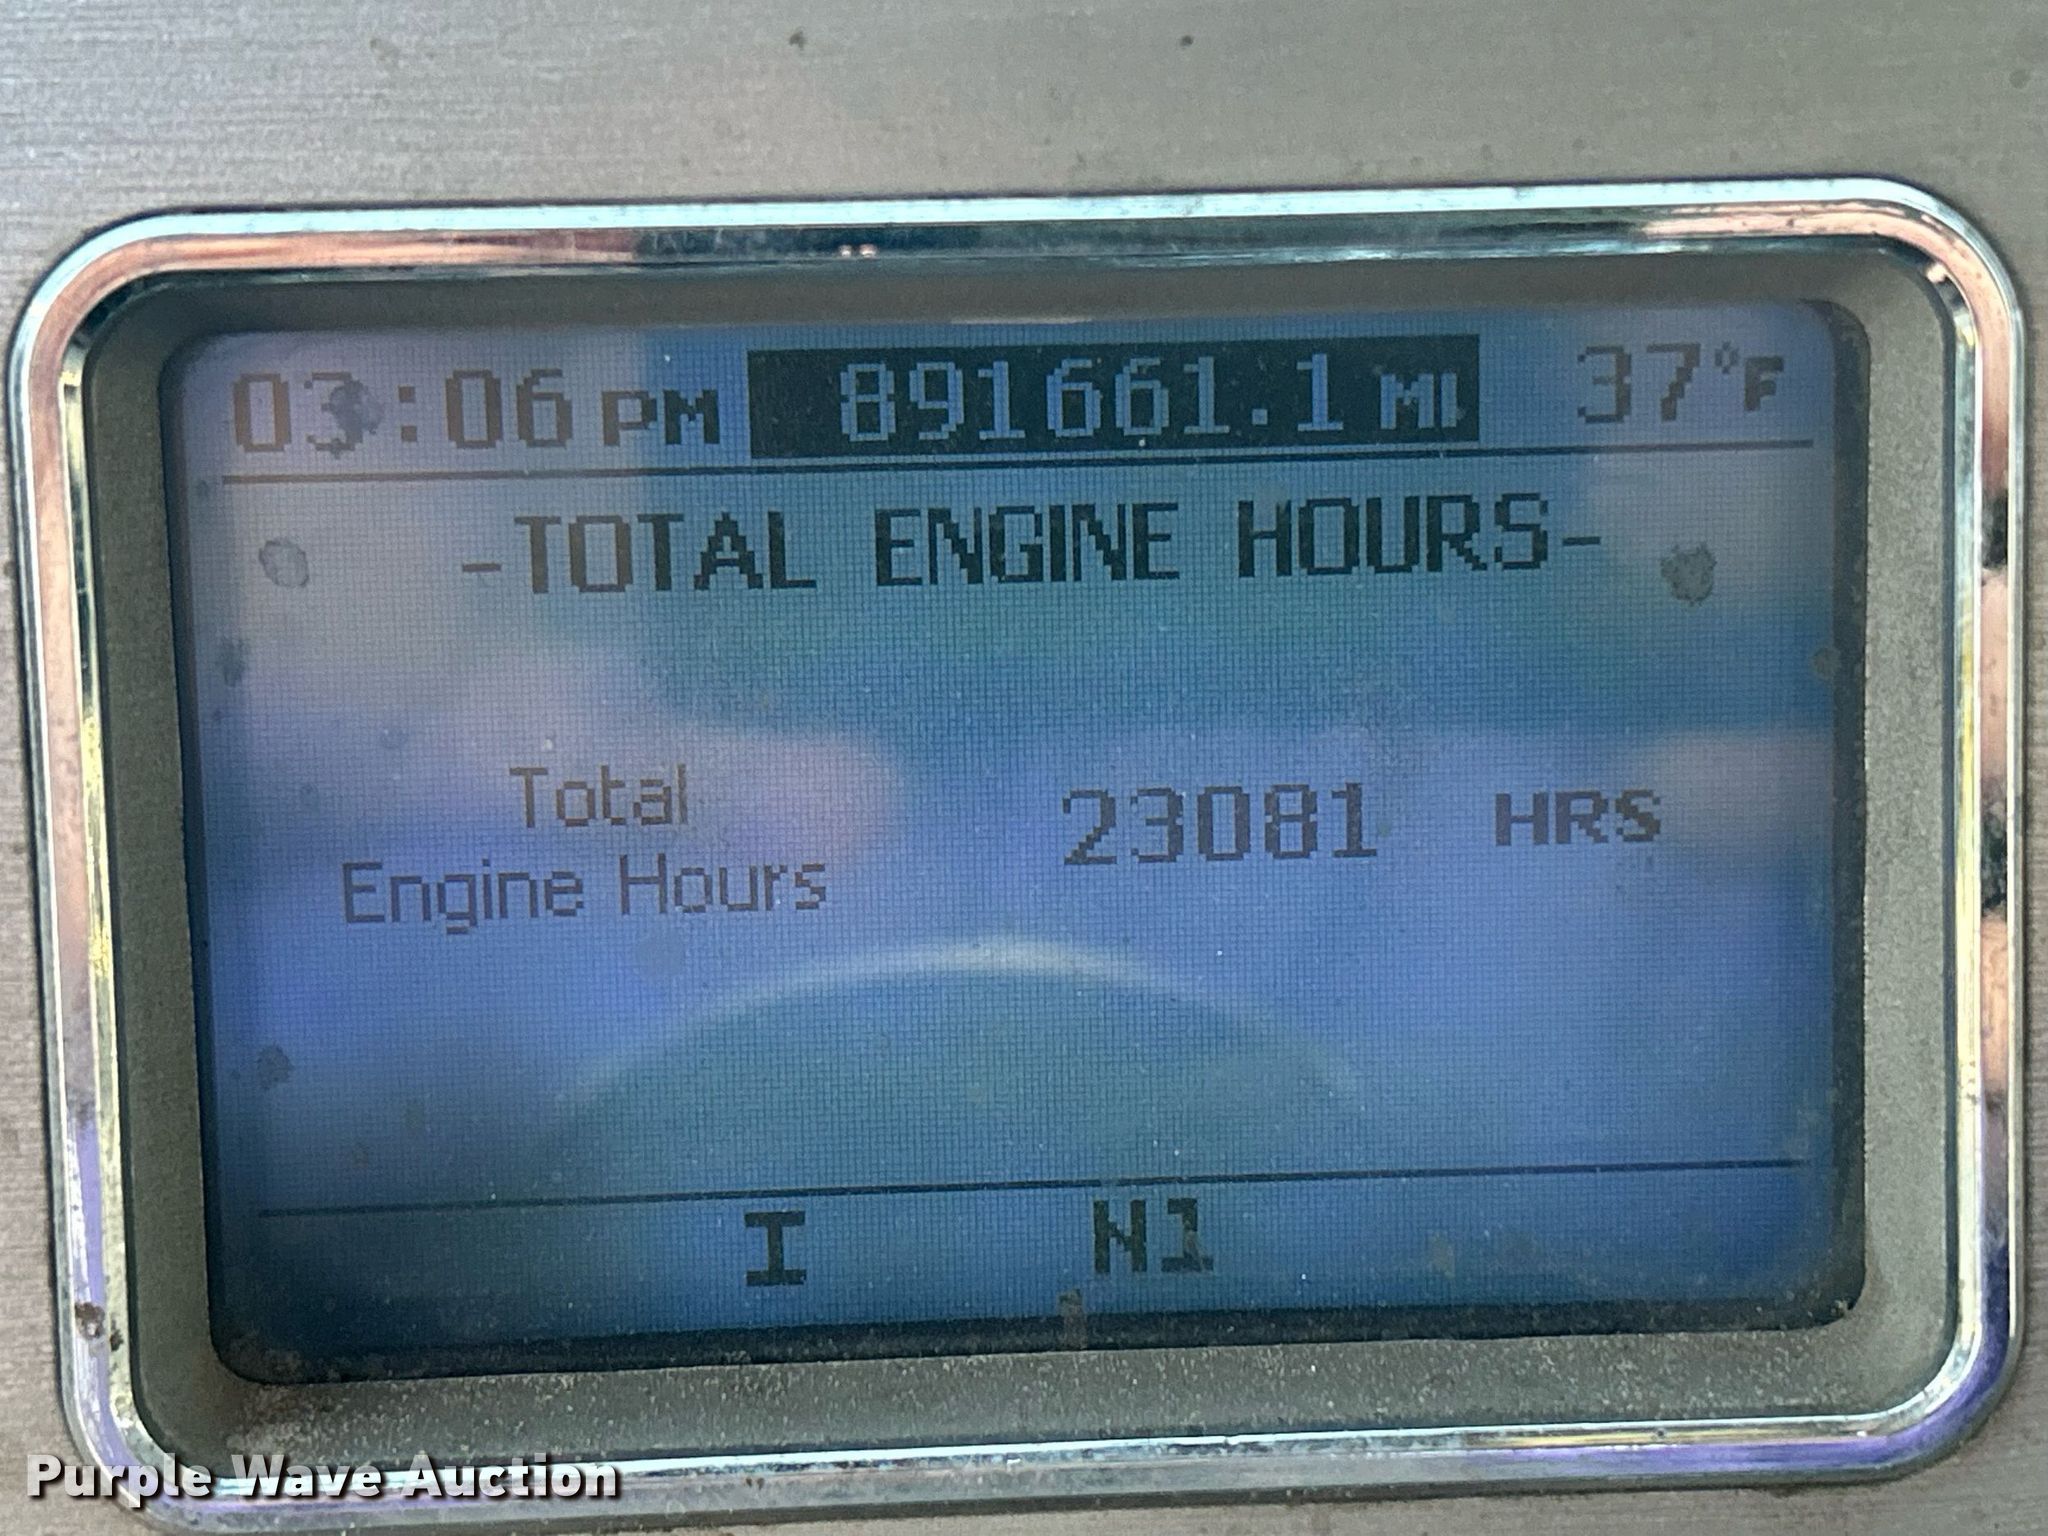 03:06 PM 891661.1 MI 37°F
-TOTAL ENGINE HOURS-
Total
Engine Hours
23081 HRS
I N1
Purple Wave Auction